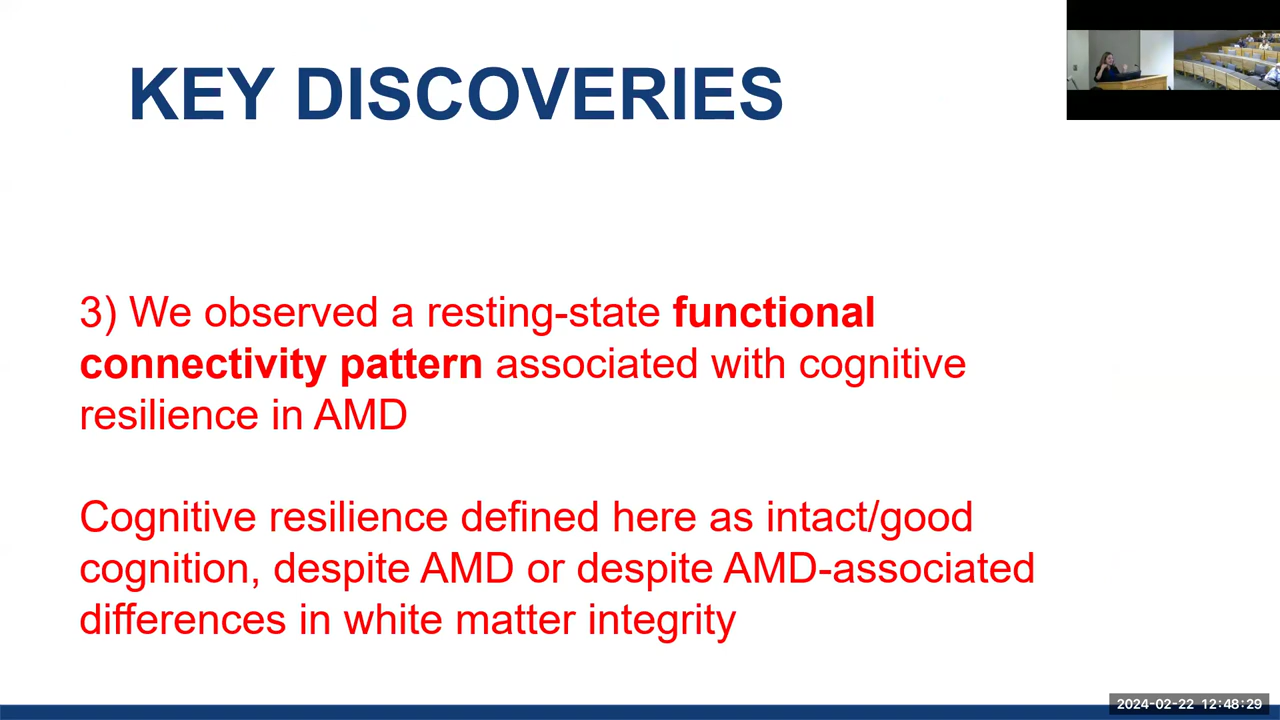 KEY DISCOVERIES
3) We observed a resting-state functional
connectivity pattern associated with cognitive
resilience in AMD
Cognitive resilience defined here as intact/good
cognition, despite AMD or despite AMD-associated
differences in white matter integrity
2024-02-22 12:48:29